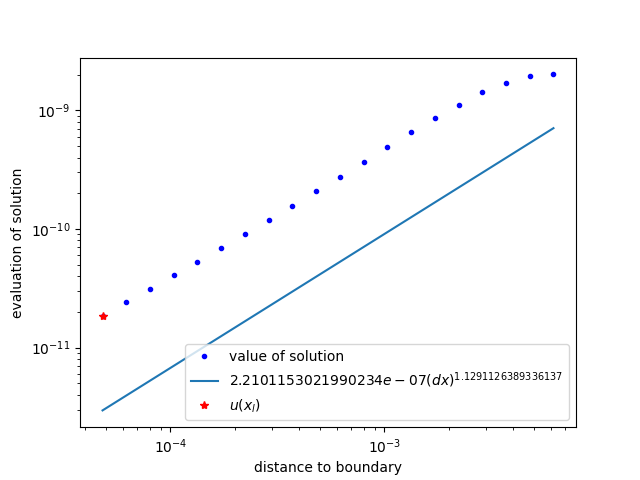 10⁻⁹
10⁻¹⁰
10⁻¹¹
evaluation of solution
value of solution
2.2101153021990234e − 07(dx)^1.1291126389336137
u(x_l)
10⁻⁴
10⁻³
distance to boundary